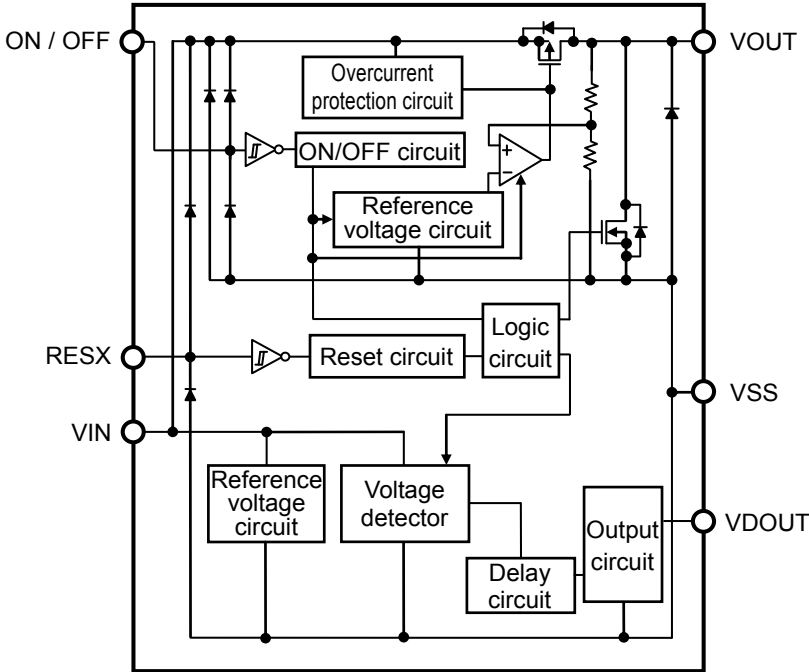 ON / OFF
VOUT
Overcurrent
protection circuit
ON/OFF circuit
+
−
Reference
voltage circuit
Logic
circuit
RESX
Reset circuit
VSS
VIN
Reference
voltage
circuit
Voltage
detector
Output
circuit
VDOUT
Delay
circuit